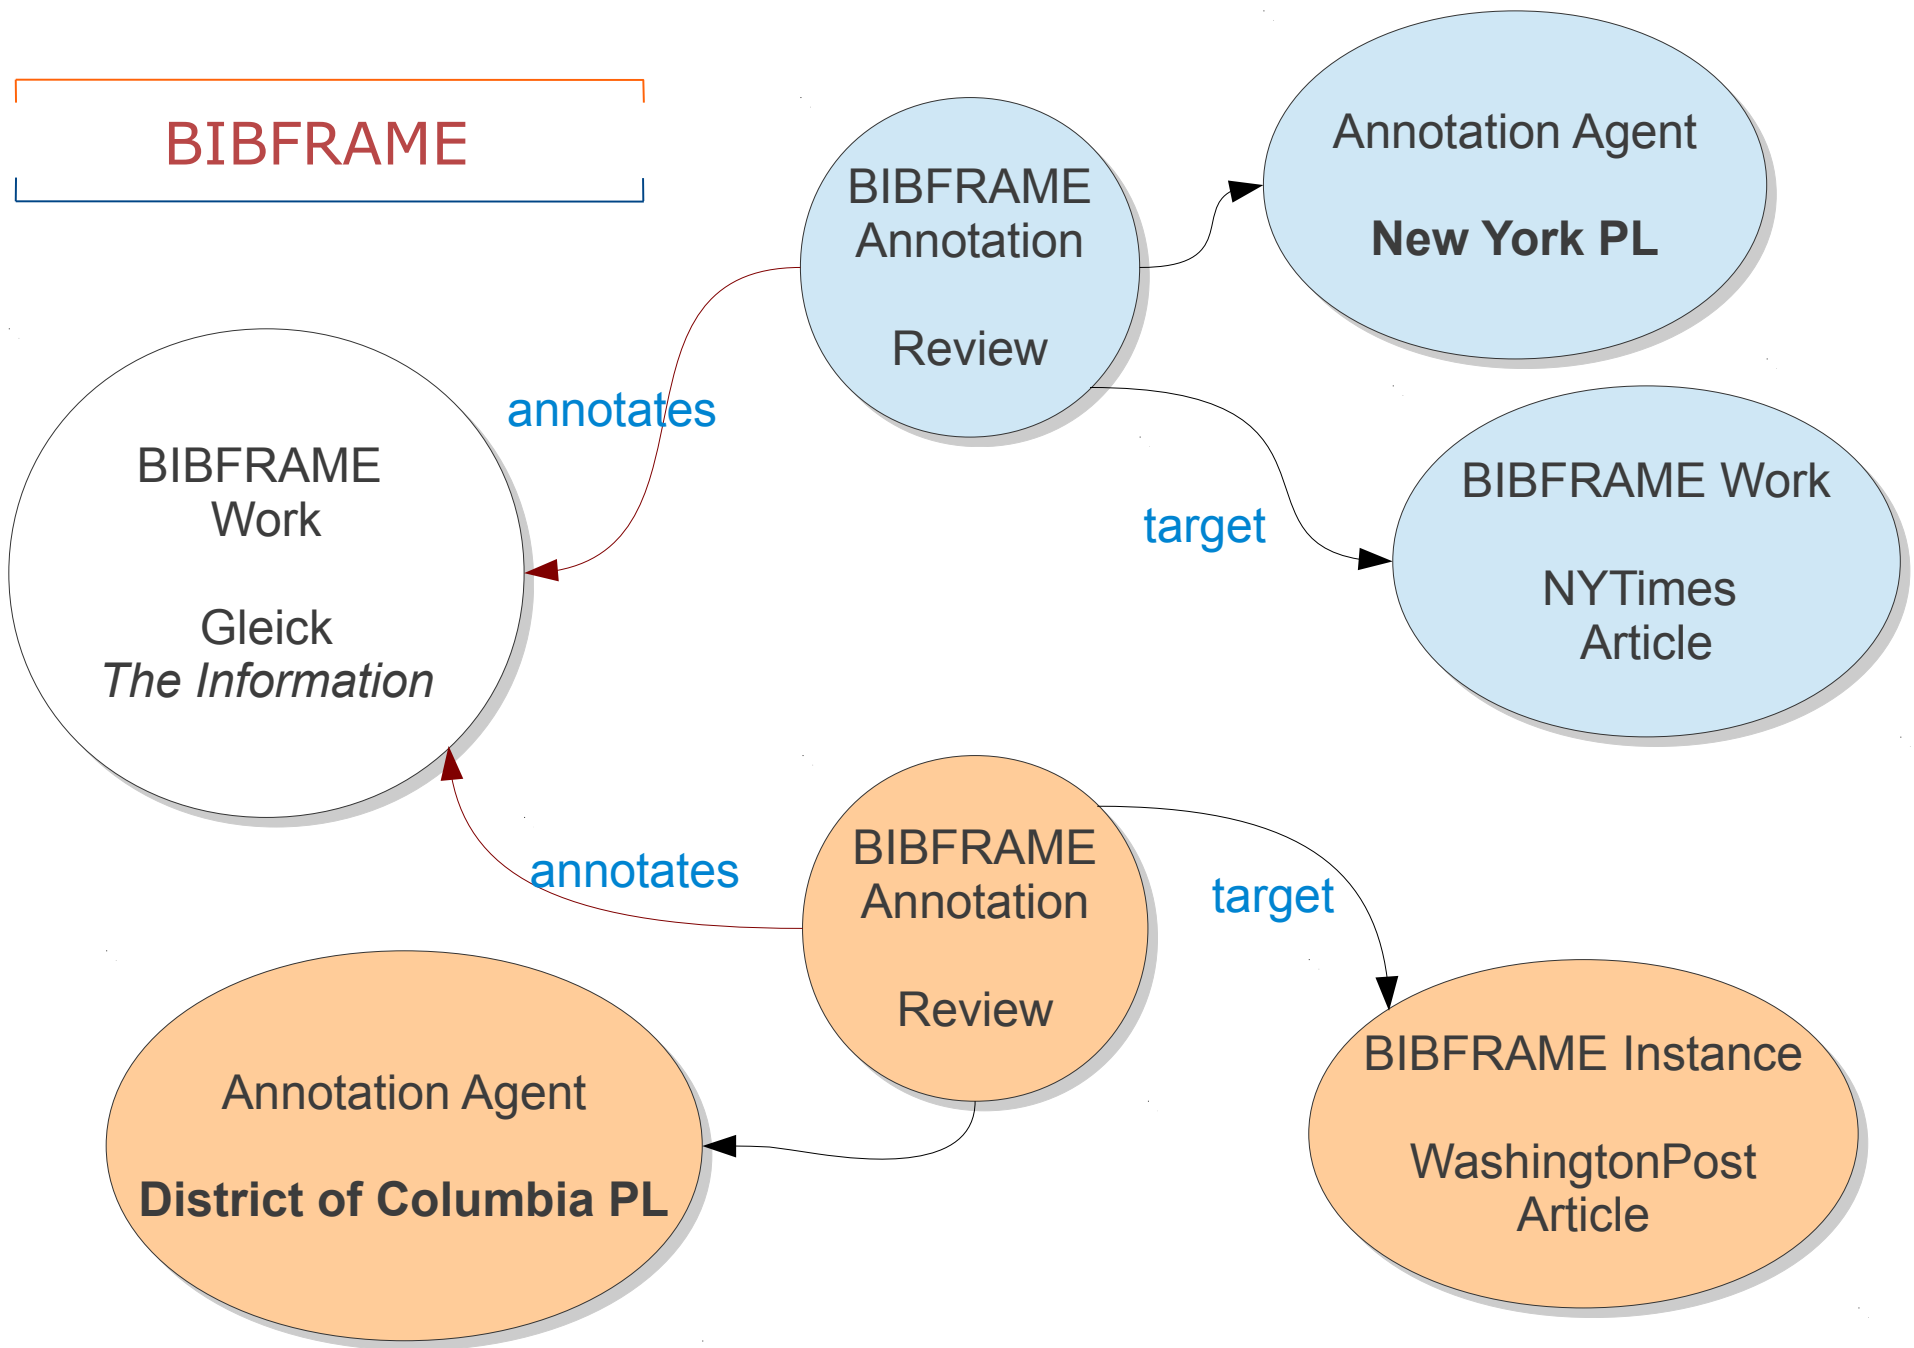 BIBFRAME
BIBFRAME
Annotation
Review
Annotation Agent
New York PL
annotates
BIBFRAME
Work
Gleick
The Information
target
BIBFRAME Work
NYTimes
Article
annotates
BIBFRAME
Annotation
Review
target
Annotation Agent
District of Columbia PL
BIBFRAME Instance
WashingtonPost
Article